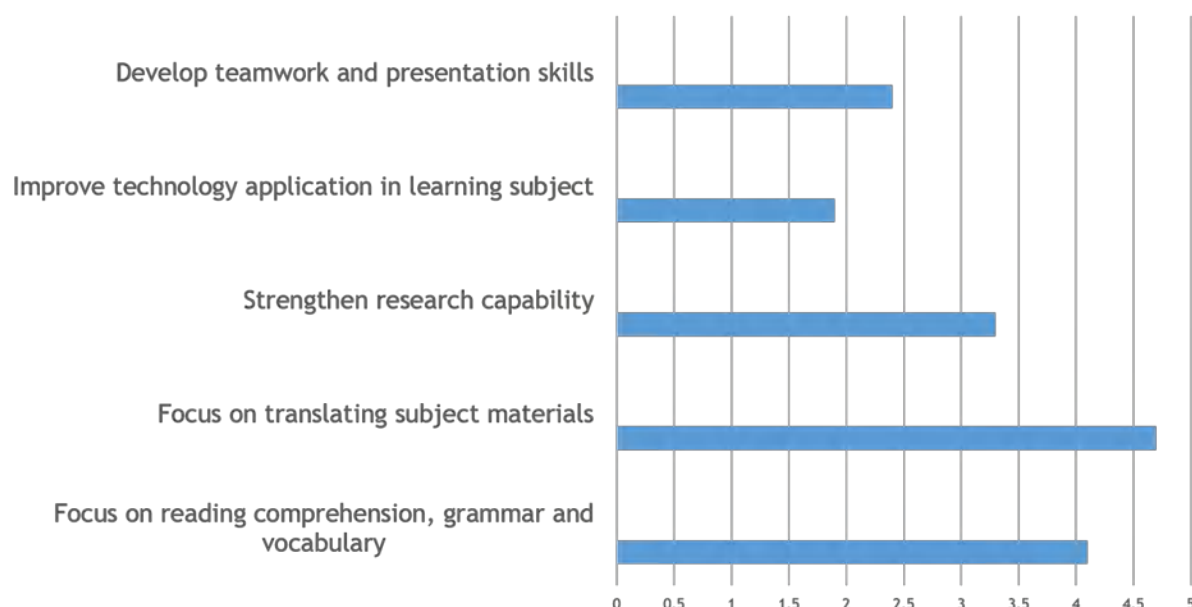 Develop teamwork and presentation skills
Improve technology application in learning subject
Strengthen research capability
Focus on translating subject materials
Focus on reading comprehension, grammar and
vocabulary
0 0.5 1 1.5 2 2.5 3 3.5 4 4.5 5